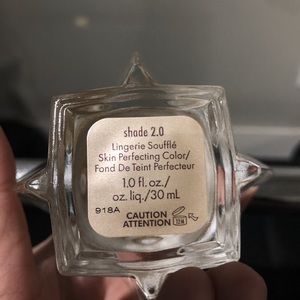 shade 2.0
Lingerie Soufflé
Skin Perfecting Color/
Fond De Teint Perfecteur
1.0 fl. oz./
oz. liq./30 mL
918A
CAUTION
ATTENTION